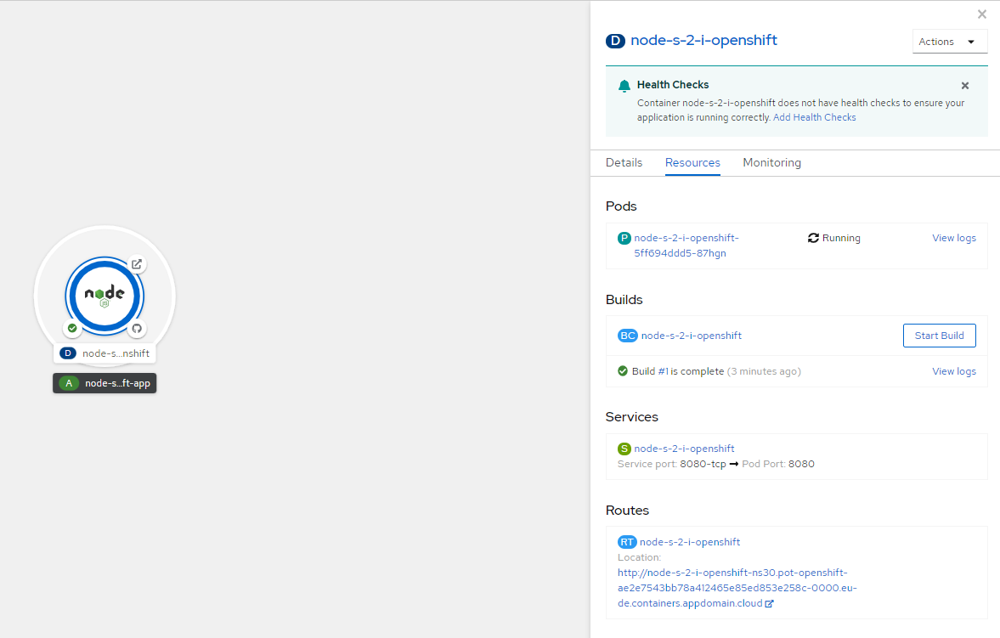 node
JS
D node-s...nshift
A node-s...ft-app
D node-s-2-i-openshift
Actions
Health Checks
Container node-s-2-i-openshift does not have health checks to ensure your
application is running correctly. Add Health Checks
Details Resources Monitoring
Pods
P node-s-2-i-openshift-
5ff694ddd5-87hgn
Running
View logs
Builds
BC node-s-2-i-openshift
Start Build
Build #1 is complete (3 minutes ago)
View logs
Services
S node-s-2-i-openshift
Service port: 8080-tcp → Pod Port: 8080
Routes
RT node-s-2-i-openshift
Location:
http://node-s-2-i-openshift-ns30.pot-openshift-
ae2e7543bb78a412465e85ed853e258c-0000.eu-
de.containers.appdomain.cloud